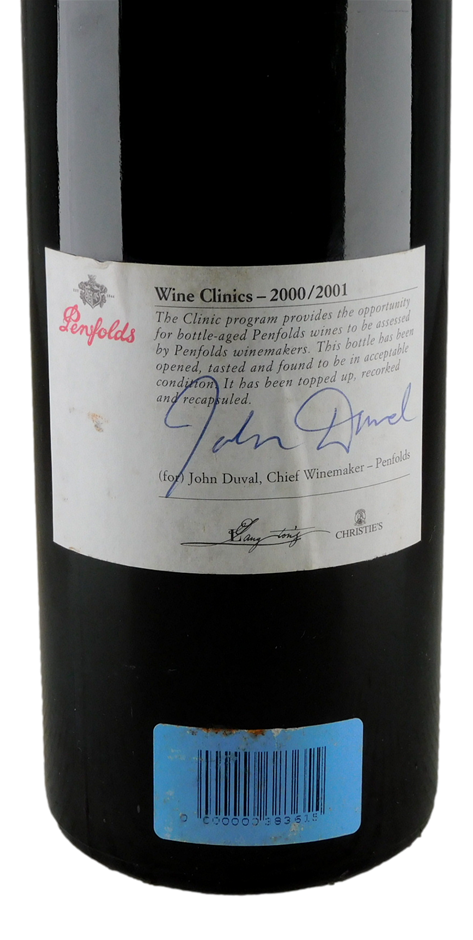 Penfolds
Wine Clinics – 2000/2001
The Clinic program provides the opportunity
for bottle-aged Penfolds wines to be assessed
by Penfolds winemakers. This bottle has been
opened, tasted and found to be in acceptable
condition. It has been topped up, recorked
and recapsuled.
John Duval
(for) John Duval, Chief Winemaker – Penfolds
Langton's
CHRISTIE'S